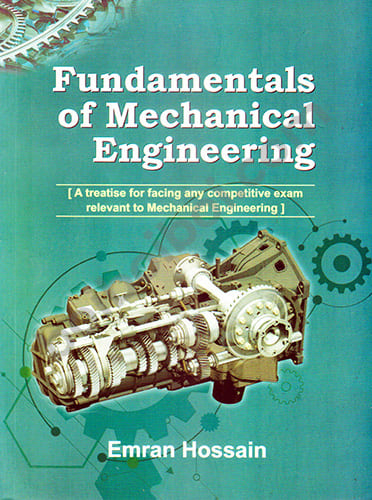 Fundamentals
of Mechanical
Engineering
[ A treatise for facing any competitive exam
relevant to Mechanical Engineering ]
Emran Hossain